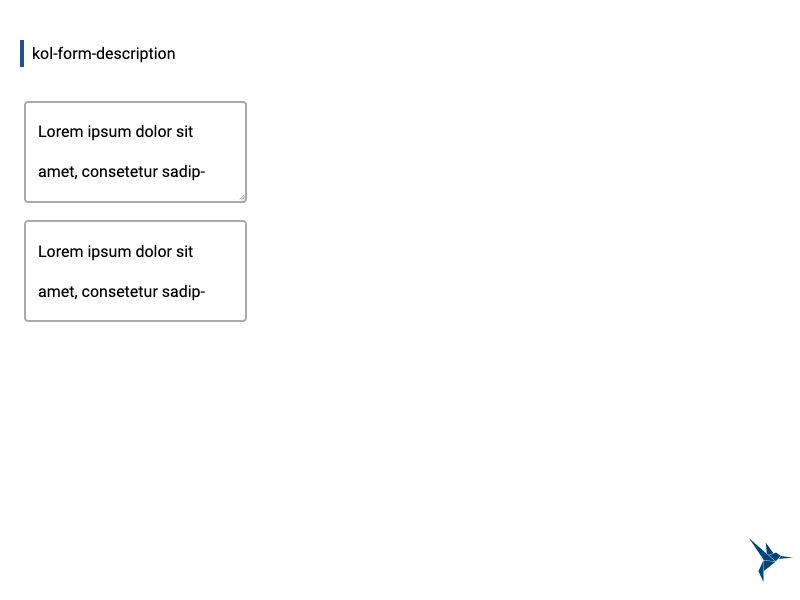 kol-form-description
Lorem ipsum dolor sit
amet, consetetur sadip-
Lorem ipsum dolor sit
amet, consetetur sadip-